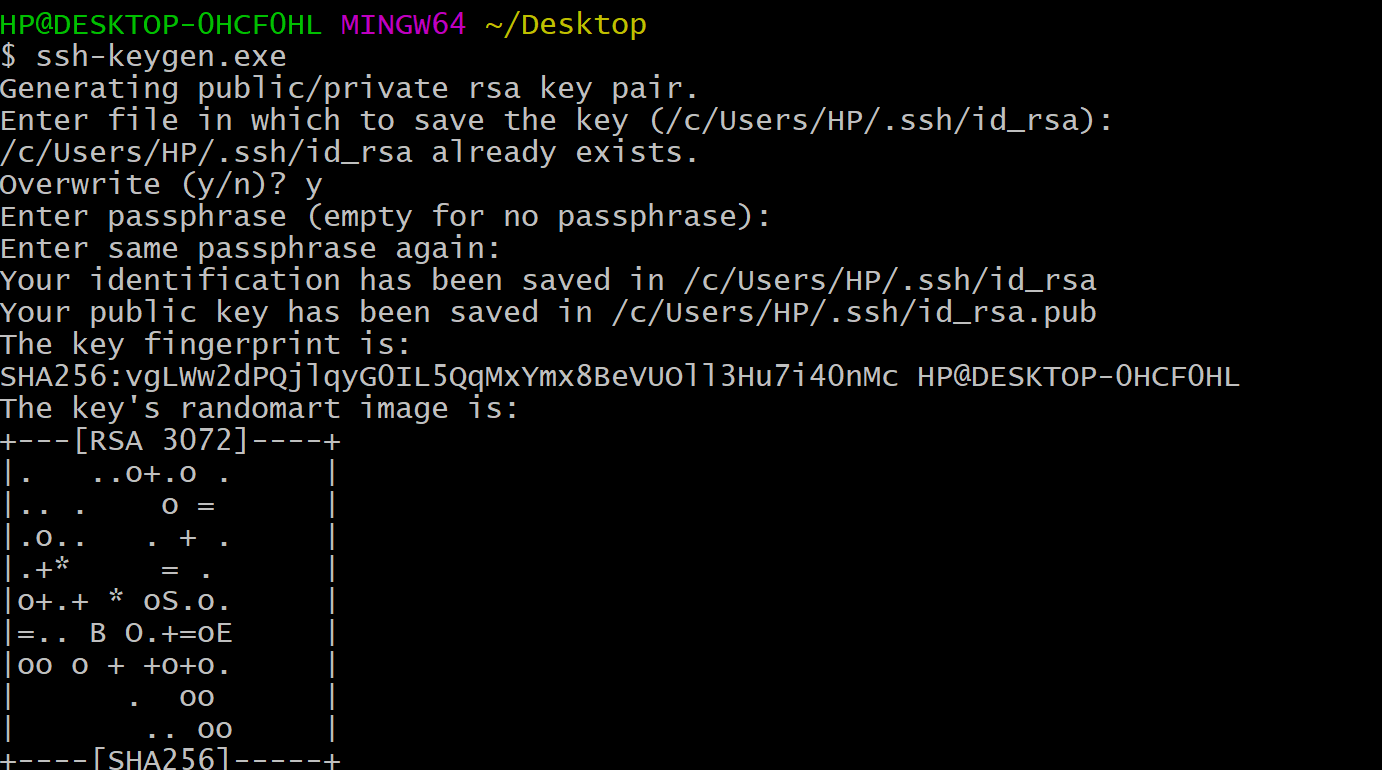 HP@DESKTOP-0HCF0HL MINGW64 ~/Desktop
$ ssh-keygen.exe
Generating public/private rsa key pair.
Enter file in which to save the key (/c/Users/HP/.ssh/id_rsa):
/c/Users/HP/.ssh/id_rsa already exists.
Overwrite (y/n)? y
Enter passphrase (empty for no passphrase):
Enter same passphrase again:
Your identification has been saved in /c/Users/HP/.ssh/id_rsa
Your public key has been saved in /c/Users/HP/.ssh/id_rsa.pub
The key fingerprint is:
SHA256:vgLWw2dPQjlqyG0IL5QqMxYmx8BeVUOll3Hu7i40nMc HP@DESKTOP-0HCF0HL
The key's randomart image is:
+---[RSA 3072]----+
|.   ..o+.o .     |
|.. .    o =      |
|.o..   . + .     |
|.+*     = .      |
|o+.+ * oS.o.     |
|=.. B O.+=oE     |
|oo o + +o+o.     |
|      .  oo      |
|       .. oo     |
+----[SHA256]-----+